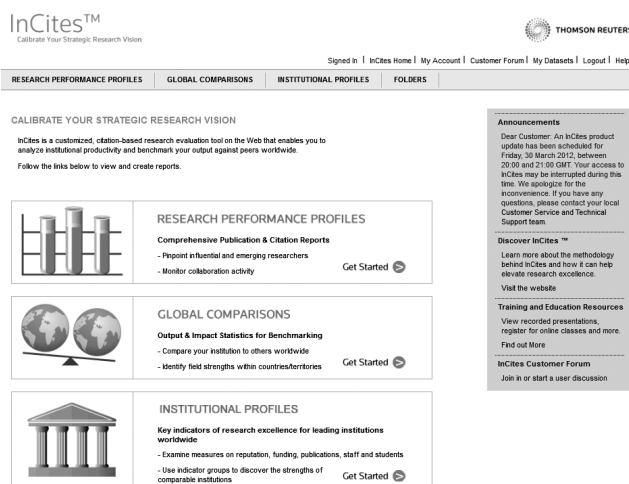 InCites™
Calibrate Your Strategic Research Vision
THOMSON REUTERS
Signed In | InCites Home | My Account | Customer Forum | My Datasets | Logout | Help
RESEARCH PERFORMANCE PROFILES
GLOBAL COMPARISONS
INSTITUTIONAL PROFILES
FOLDERS
CALIBRATE YOUR STRATEGIC RESEARCH VISION
InCites is a customized, citation-based research evaluation tool on the Web that enables you to
analyze institutional productivity and benchmark your output against peers worldwide.
Follow the links below to view and create reports.
RESEARCH PERFORMANCE PROFILES
Comprehensive Publication & Citation Reports
- Pinpoint influential and emerging researchers
- Monitor collaboration activity
Get Started
GLOBAL COMPARISONS
Output & Impact Statistics for Benchmarking
- Compare your institution to others worldwide
- Identify field strengths within countries/territories
Get Started
INSTITUTIONAL PROFILES
Key indicators of research excellence for leading institutions
worldwide
- Examine measures on reputation, funding, publications, staff and students
- Use indicator groups to discover the strengths of
comparable institutions
Get Started
Announcements
Dear Customer: An InCites product
update has been scheduled for
Friday, 30 March 2012, between
20:00 and 21:00 GMT. Your access to
InCites may be interrupted during this
time. We apologize for the
inconvenience. If you have any
questions, please contact your local
Customer Service and Technical
Support team.
Discover InCites ™
Learn more about the methodology
behind InCites and how it can help
elevate research excellence.
Visit the website
Training and Education Resources
View recorded presentations,
register for online classes and more.
Find out More
InCites Customer Forum
Join in or start a user discussion